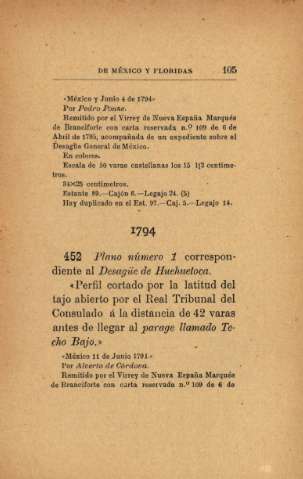 DE MÉXICO Y FLORIDAS 105
«México y Junio 4 de 1794»
Por Pedro Ponse.
Remitido por el Virrey de Nueva España Marqués
de Branciforte con carta reservada n.º 109 de 6 de
Abril de 1795, acompañada de un expediente sobre el
Desagüe General de México.
En colores.
Escala de 50 varas castellanas los 15 1|2 centíme-
tros.
34×25 centímetros.
Estante 89.—Cajón 6.—Legajo 24. (5)
Hay duplicado en el Est. 97.—Caj. 5.—Legajo 14.
1794
452 Plano número 1 correspon-
diente al Desagüe de Huehuetoca.
«Perfil cortado por la latitud del
tajo abierto por el Real Tribunal del
Consulado á la distancia de 42 varas
antes de llegar al parage llamado Te-
cho Bajo.»
«México 11 de Junio 1794.»
Por Alverto de Córdova.
Remitido por el Virrey de Nueva España Marqués
de Branciforte con carta reservada n.º 109 de 6 de